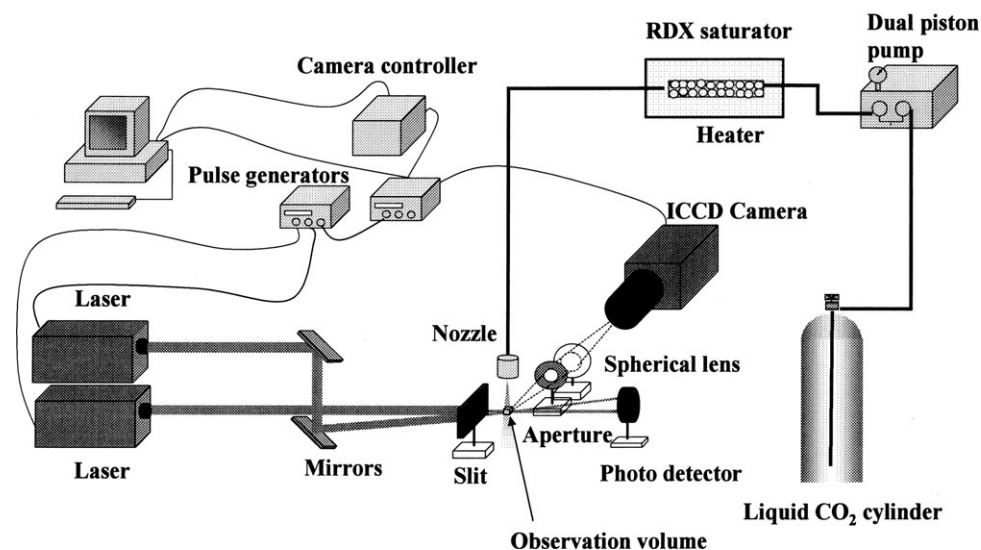 RDX saturator
Dual piston
pump
Camera controller
Heater
Pulse generators
ICCD Camera
Laser
Nozzle
Spherical lens
Aperture
Laser
Mirrors
Slit
Photo detector
Liquid CO₂ cylinder
Observation volume